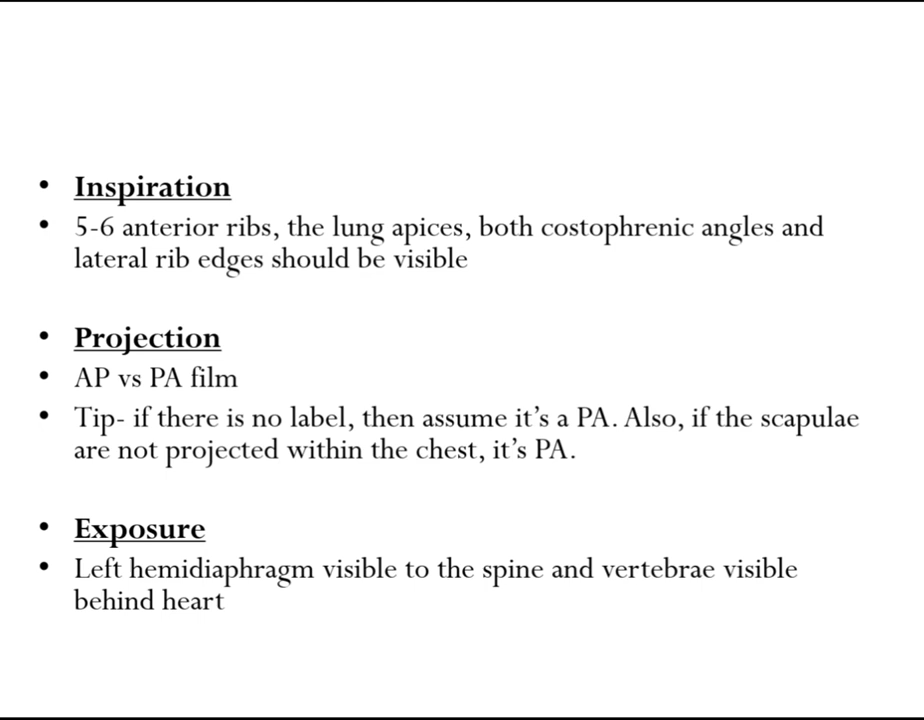 • Inspiration
• 5-6 anterior ribs, the lung apices, both costophrenic angles and
lateral rib edges should be visible
• Projection
• AP vs PA film
• Tip- if there is no label, then assume it’s a PA. Also, if the scapulae
are not projected within the chest, it’s PA.
• Exposure
• Left hemidiaphragm visible to the spine and vertebrae visible
behind heart